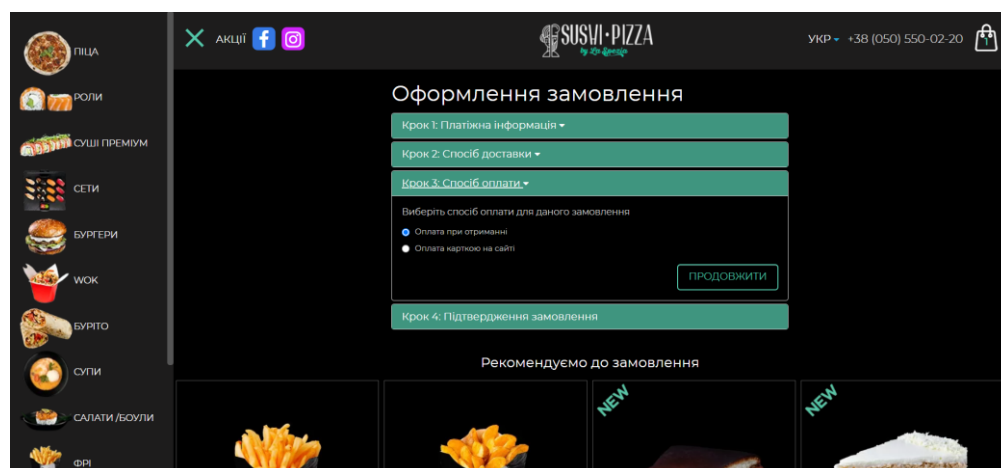 АКЦІЇ
SUSHI·PIZZA
by La Spezia
УКР
+38 (050) 550-02-20
1
ПІЦА
РОЛИ
СУШІ ПРЕМІУМ
СЕТИ
БУРГЕРИ
WOK
БУРІТО
СУПИ
САЛАТИ /БОУЛИ
ФРІ
Оформлення замовлення
Крок 1: Платіжна інформація
Крок 2: Спосіб доставки
Крок 3: Спосіб оплати
Виберіть спосіб оплати для даного замовлення
Оплата при отриманні
Оплата карткою на сайті
ПРОДОВЖИТИ
Крок 4: Підтвердження замовлення
Рекомендуємо до замовлення
NEW
NEW